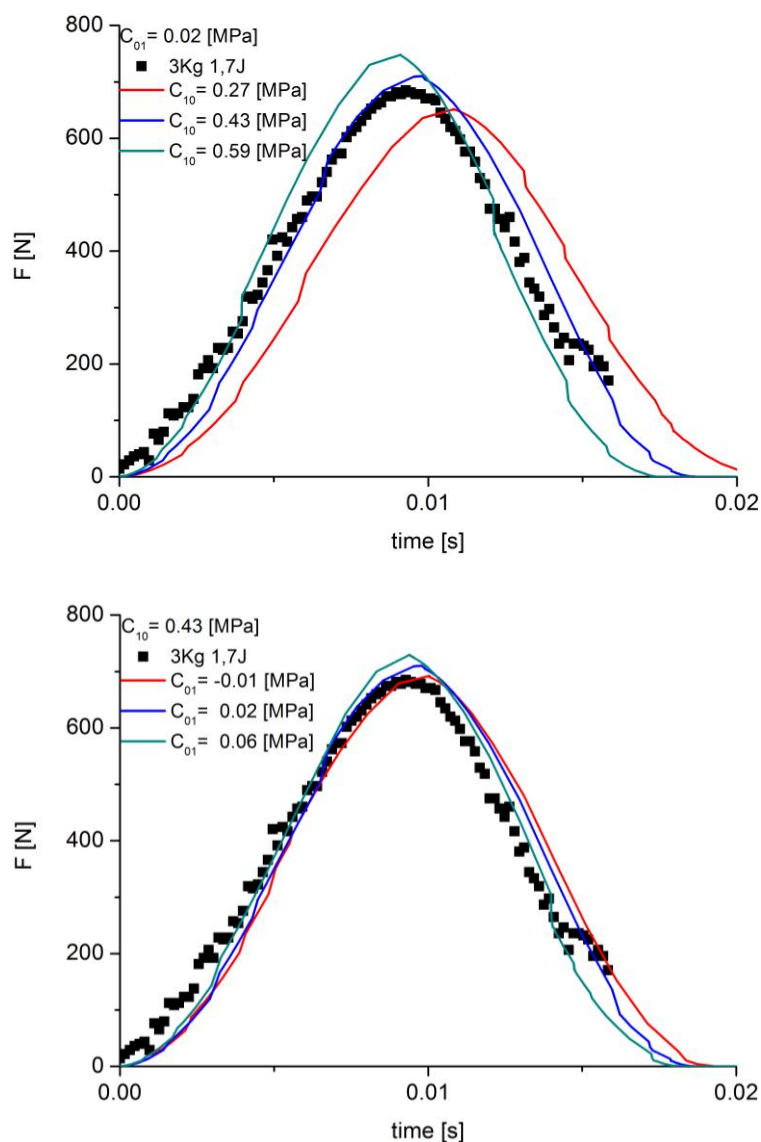 800
600
400
200
0
F [N]
C₀₁= 0.02 [MPa]
3Kg 1,7J
C₁₀= 0.27 [MPa]
C₁₀= 0.43 [MPa]
C₁₀= 0.59 [MPa]
0.00 0.01 0.02
time [s]
800
600
400
200
0
F [N]
C₁₀= 0.43 [MPa]
3Kg 1,7J
C₀₁= -0.01 [MPa]
C₀₁= 0.02 [MPa]
C₀₁= 0.06 [MPa]
0.00 0.01 0.02
time [s]